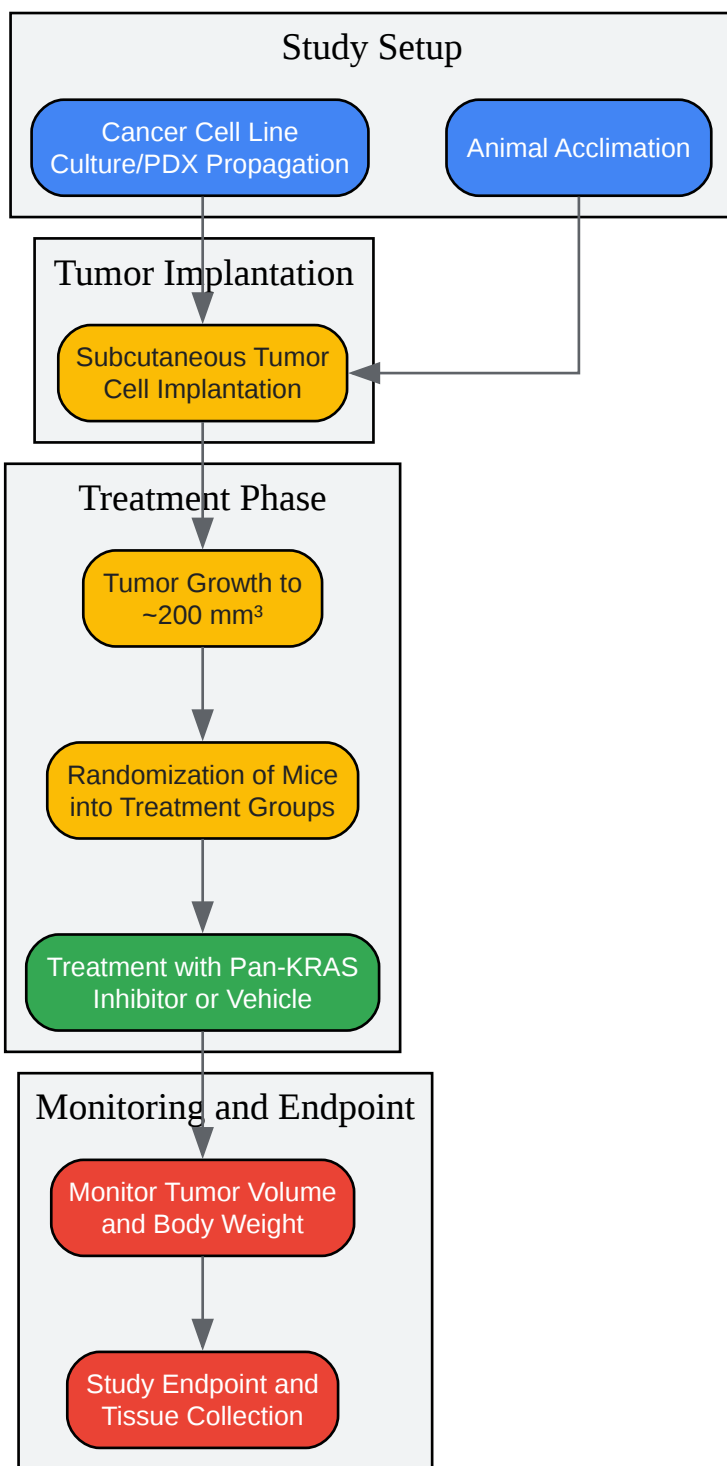 Study Setup
Cancer Cell Line
Culture/PDX Propagation
Animal Acclimation
Tumor Implantation
Subcutaneous Tumor
Cell Implantation
Treatment Phase
Tumor Growth to
~200 mm³
Randomization of Mice
into Treatment Groups
Treatment with Pan-KRAS
Inhibitor or Vehicle
Monitoring and Endpoint
Monitor Tumor Volume
and Body Weight
Study Endpoint and
Tissue Collection